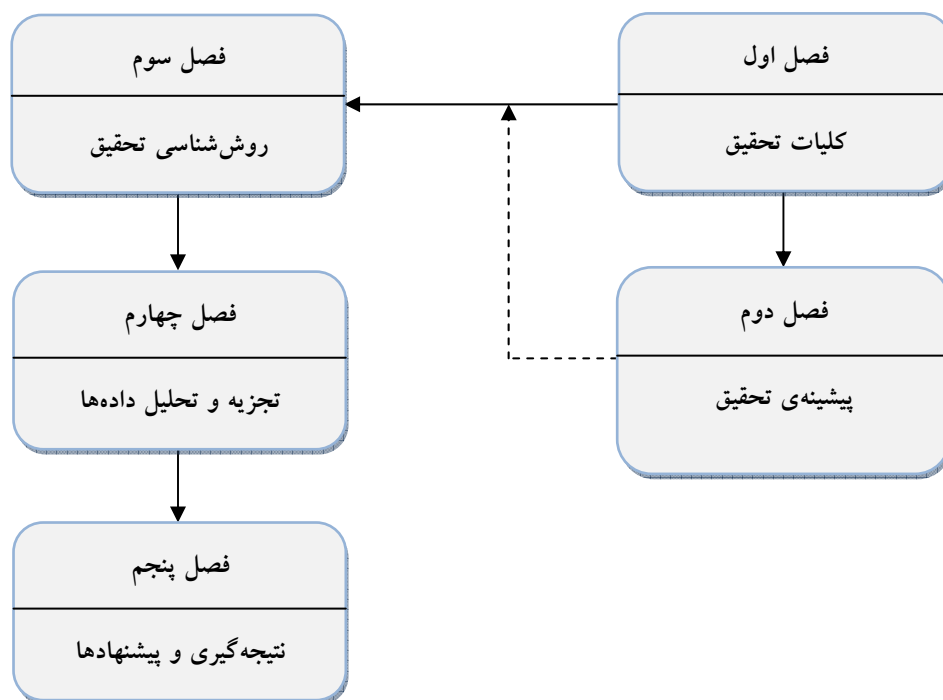 فصل اول
کلیات تحقیق
فصل دوم
پیشینه‌ی تحقیق
فصل سوم
روش‌شناسی تحقیق
فصل چهارم
تجزیه و تحلیل داده‌ها
فصل پنجم
نتیجه‌گیری و پیشنهادها